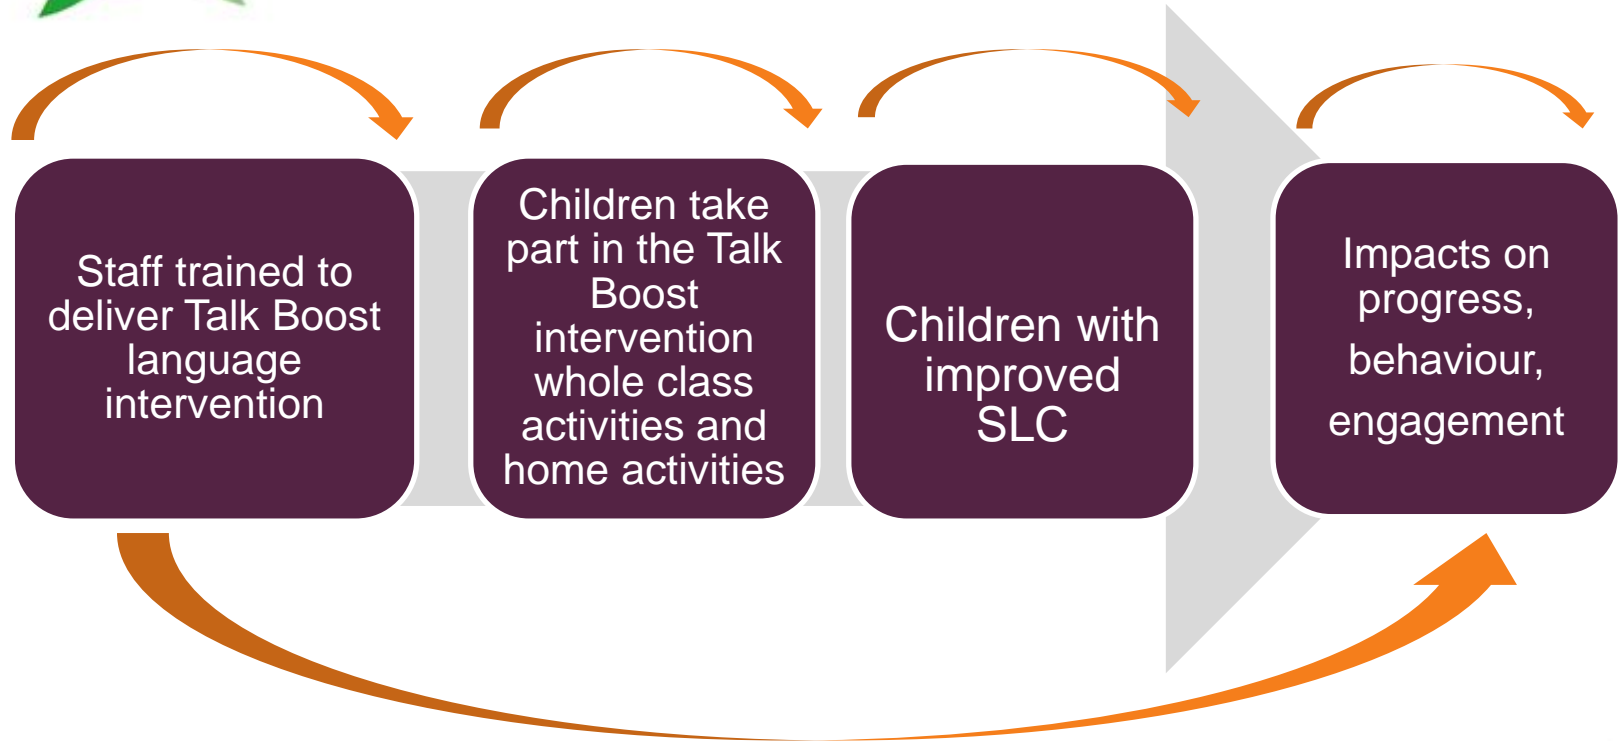 Staff trained to
deliver Talk Boost
language
intervention
Children take
part in the Talk
Boost
intervention
whole class
activities and
home activities
Children with
improved
SLC
Impacts on
progress,
behaviour,
engagement